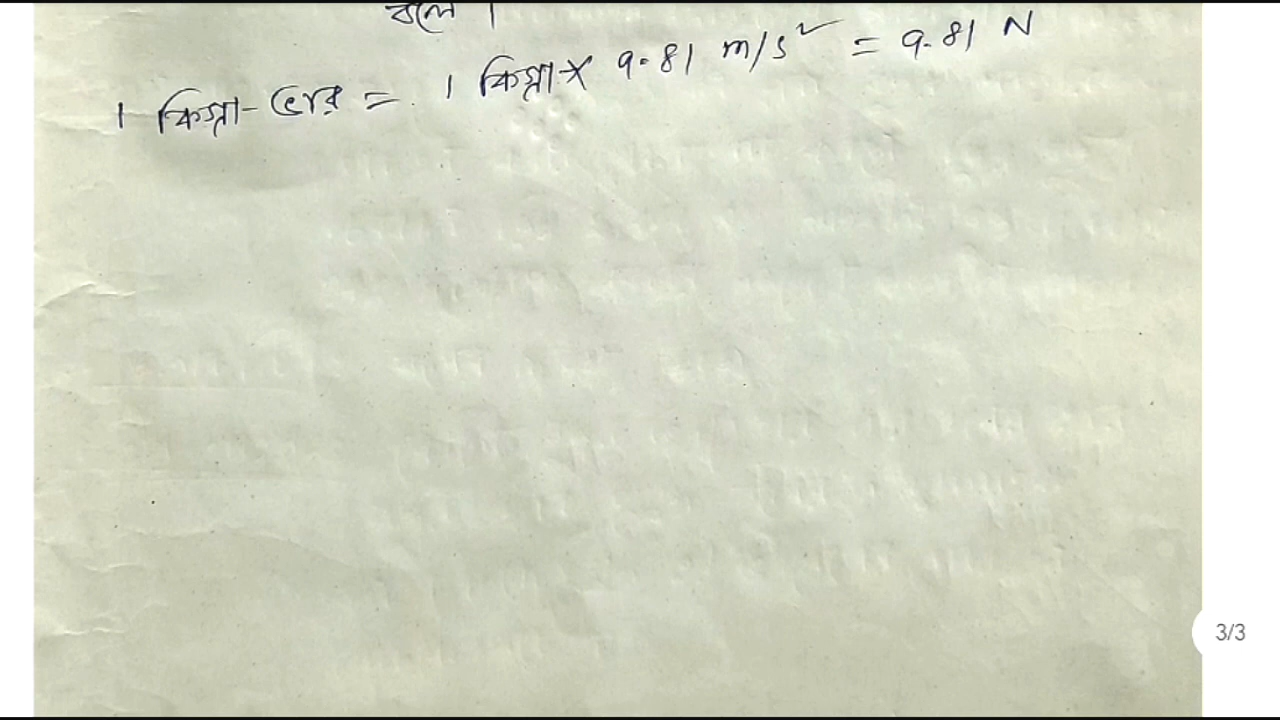 বলে।
1 কিগ্রা-ভার = 1 কিগ্রা × 9.81 m/s² = 9.81 N
3/3